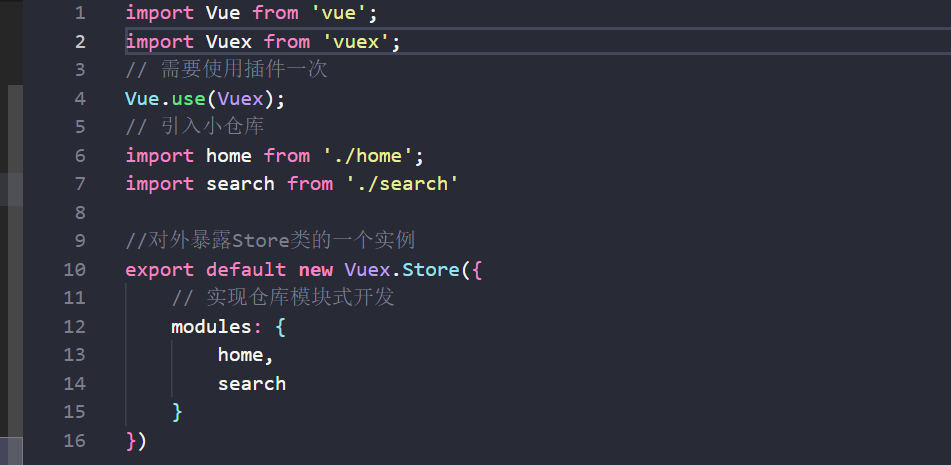 1 import Vue from 'vue';
2 import Vuex from 'vuex';
3 // 需要使用插件一次
4 Vue.use(Vuex);
5 // 引入小仓库
6 import home from './home';
7 import search from './search'
8
9 //对外暴露Store类的一个实例
10 export default new Vuex.Store({
11     // 实现仓库模块式开发
12     modules: {
13         home,
14         search
15     }
16 })